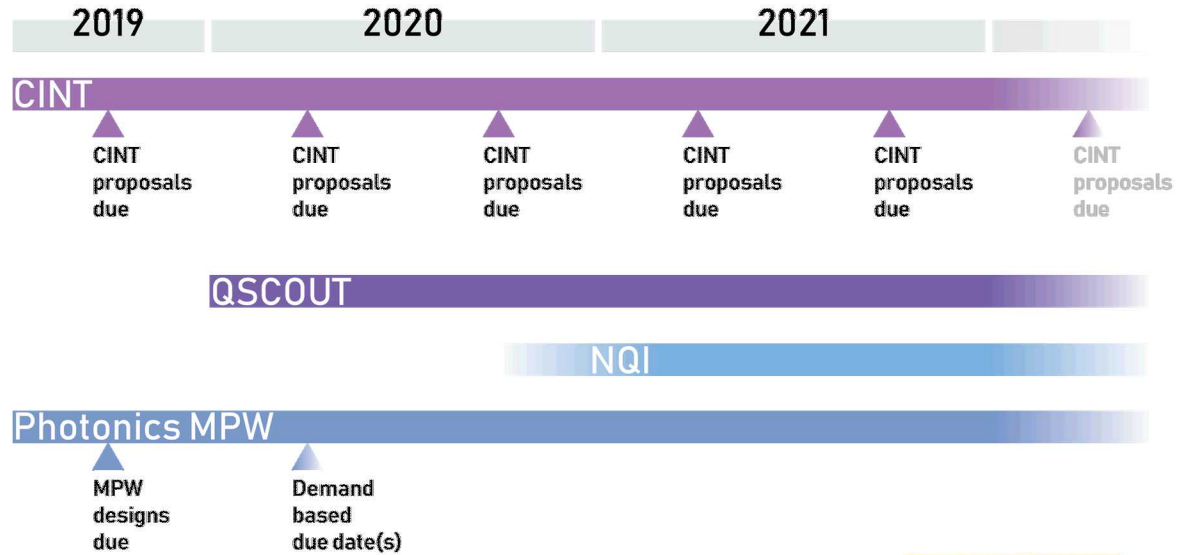 2019 2020 2021
CINT
CINT CINT CINT CINT CINT CINT
proposals proposals proposals proposals proposals proposals
due due due due due due
QSCOUT
NQI
Photonics MPW
MPW Demand
designs based
due due date(s)